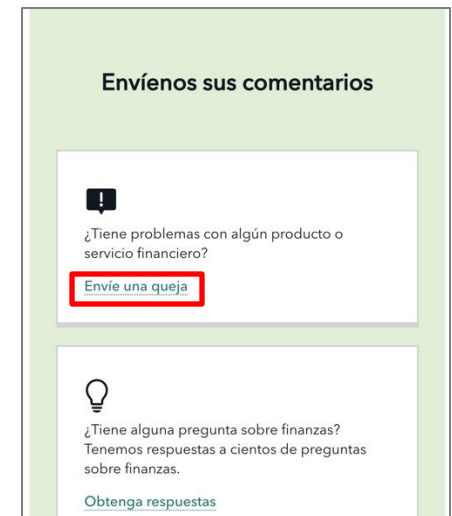 Envíenos sus comentarios
¿Tiene problemas con algún producto o
servicio financiero?
Envíe una queja
¿Tiene alguna pregunta sobre finanzas?
Tenemos respuestas a cientos de preguntas
sobre finanzas.
Obtenga respuestas